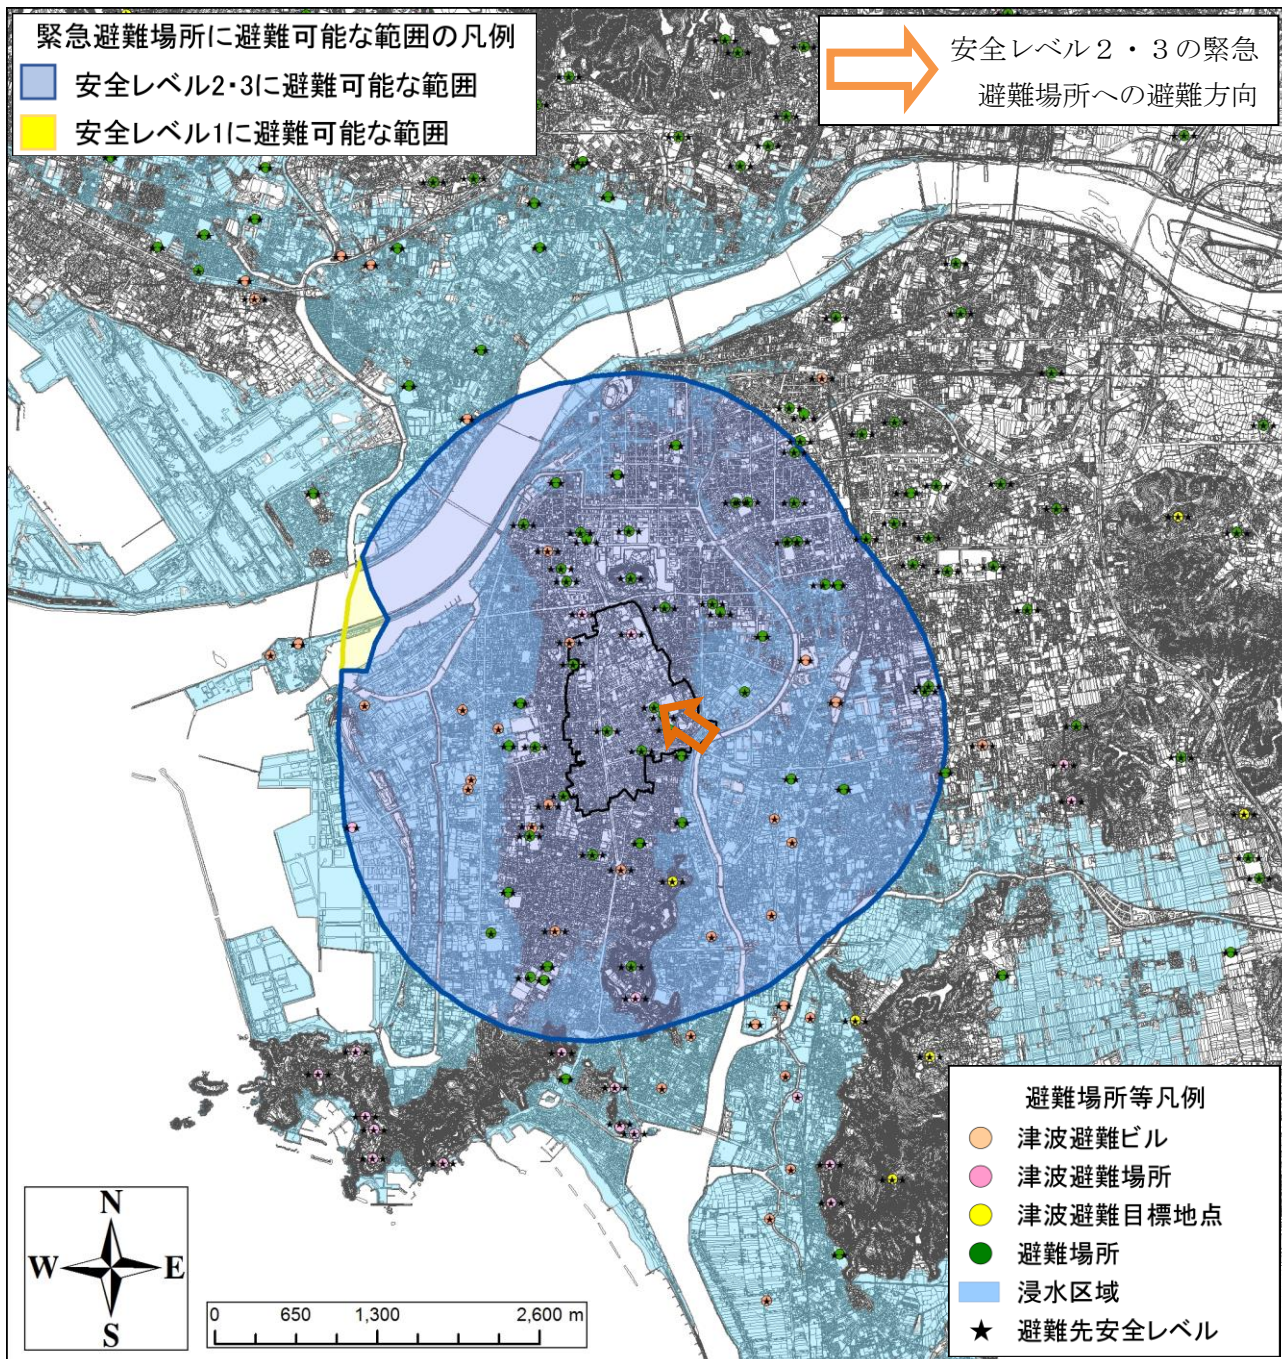 緊急避難場所に避難可能な範囲の凡例
安全レベル2・3に避難可能な範囲
安全レベル1に避難可能な範囲
安全レベル２・３の緊急
避難場所への避難方向
避難場所等凡例
津波避難ビル
津波避難場所
津波避難目標地点
避難場所
浸水区域
避難先安全レベル
N
W E
S
0 650 1,300 2,600 m